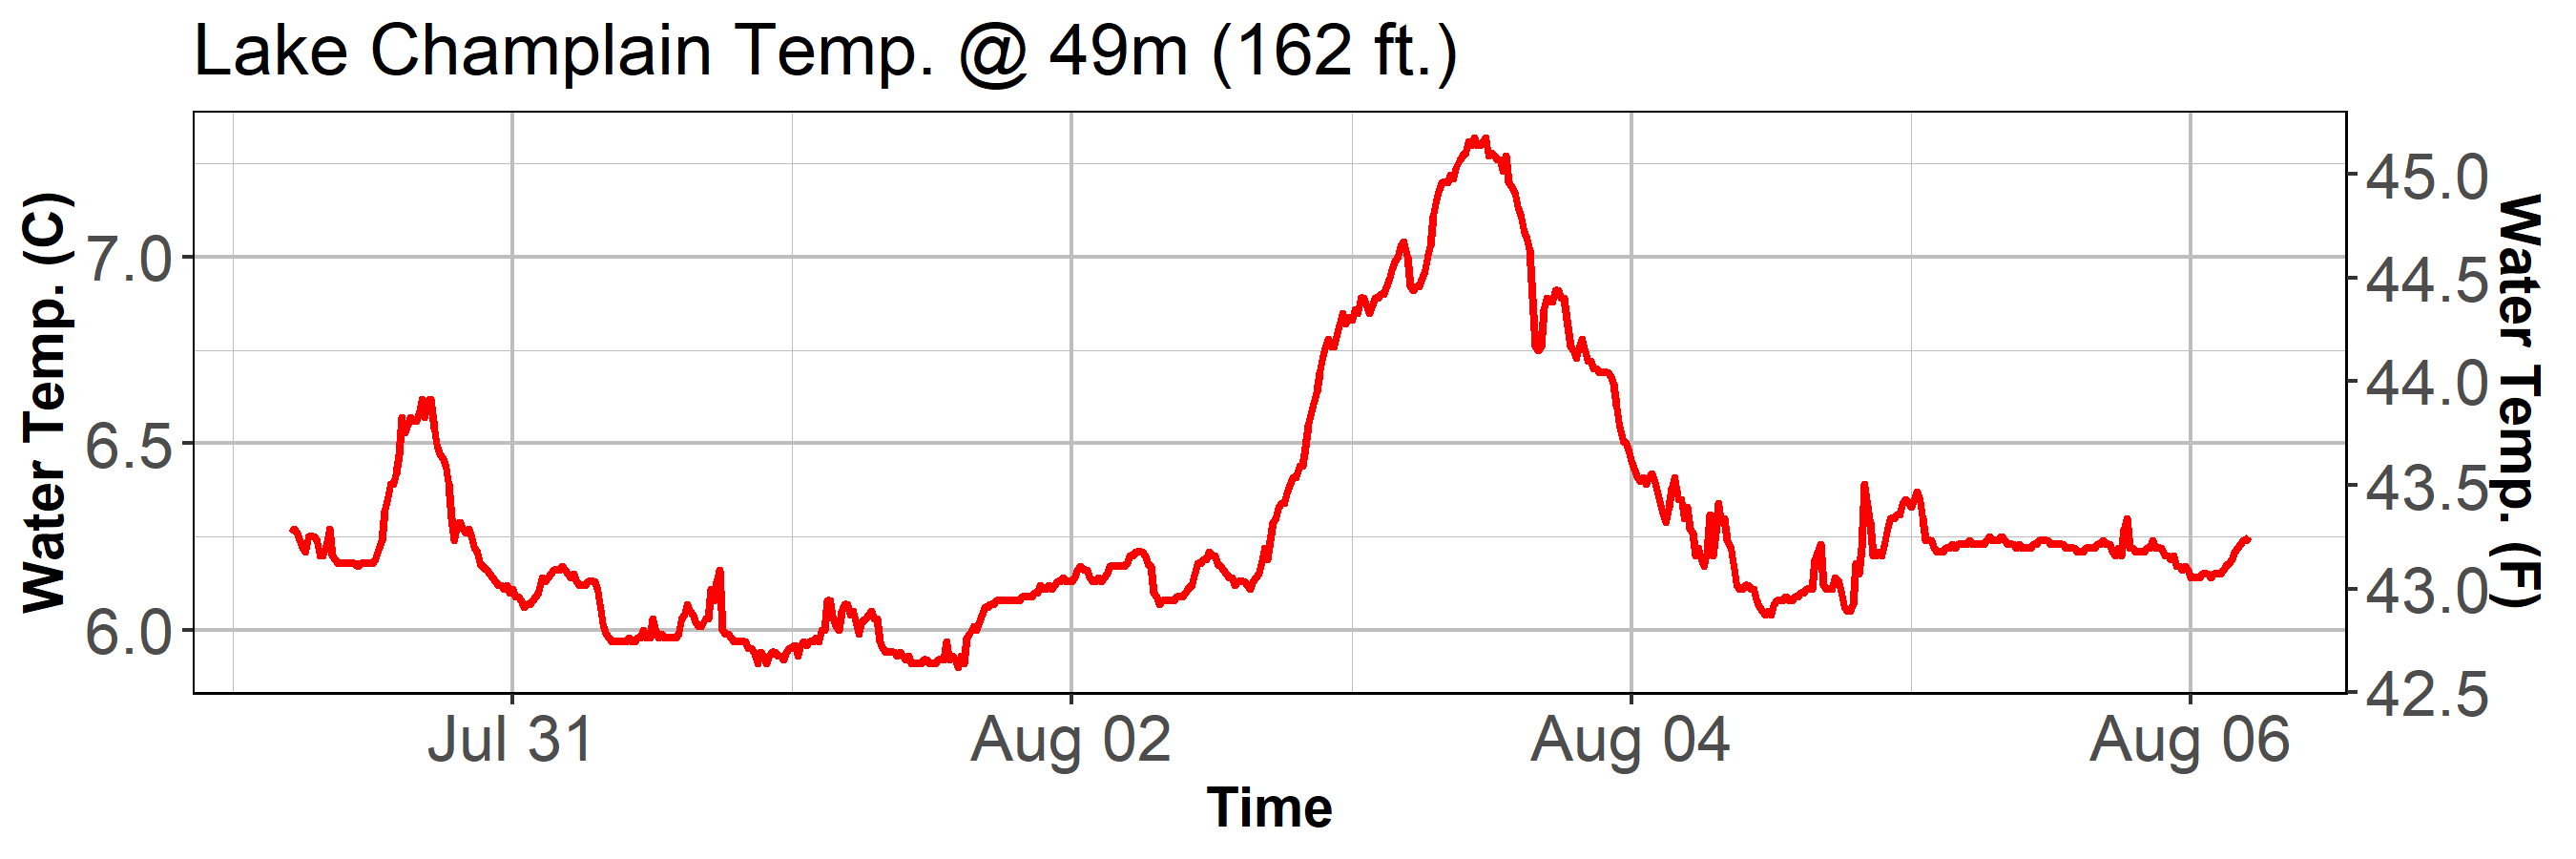 Lake Champlain Temp. @ 49m (162 ft.)
Water Temp. (C)
7.0
6.5
6.0
45.0
44.5
44.0
43.5
43.0
42.5
Water Temp. (F)
Jul 31
Aug 02
Aug 04
Aug 06
Time